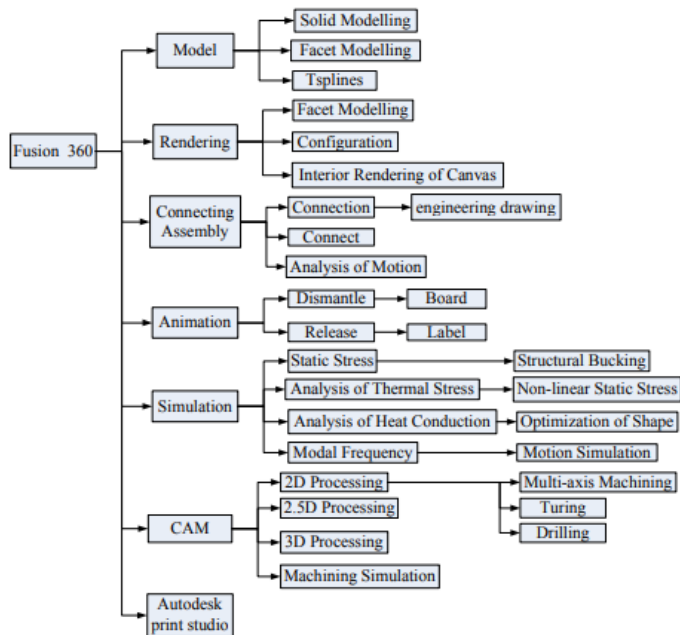 Solid Modelling
Model
Facet Modelling
Tsplines
Facet Modelling
Fusion 360
Rendering
Configuration
Interior Rendering of Canvas
Connecting
Assembly
Connection
engineering drawing
Connect
Analysis of Motion
Animation
Dismantle
Board
Release
Label
Simulation
Static Stress
Structural Bucking
Analysis of Thermal Stress
Non-linear Static Stress
Analysis of Heat Conduction
Optimization of Shape
Modal Frequency
Motion Simulation
CAM
2D Processing
Multi-axis Machining
2.5D Processing
Turing
Drilling
3D Processing
Machining Simulation
Autodesk
print studio